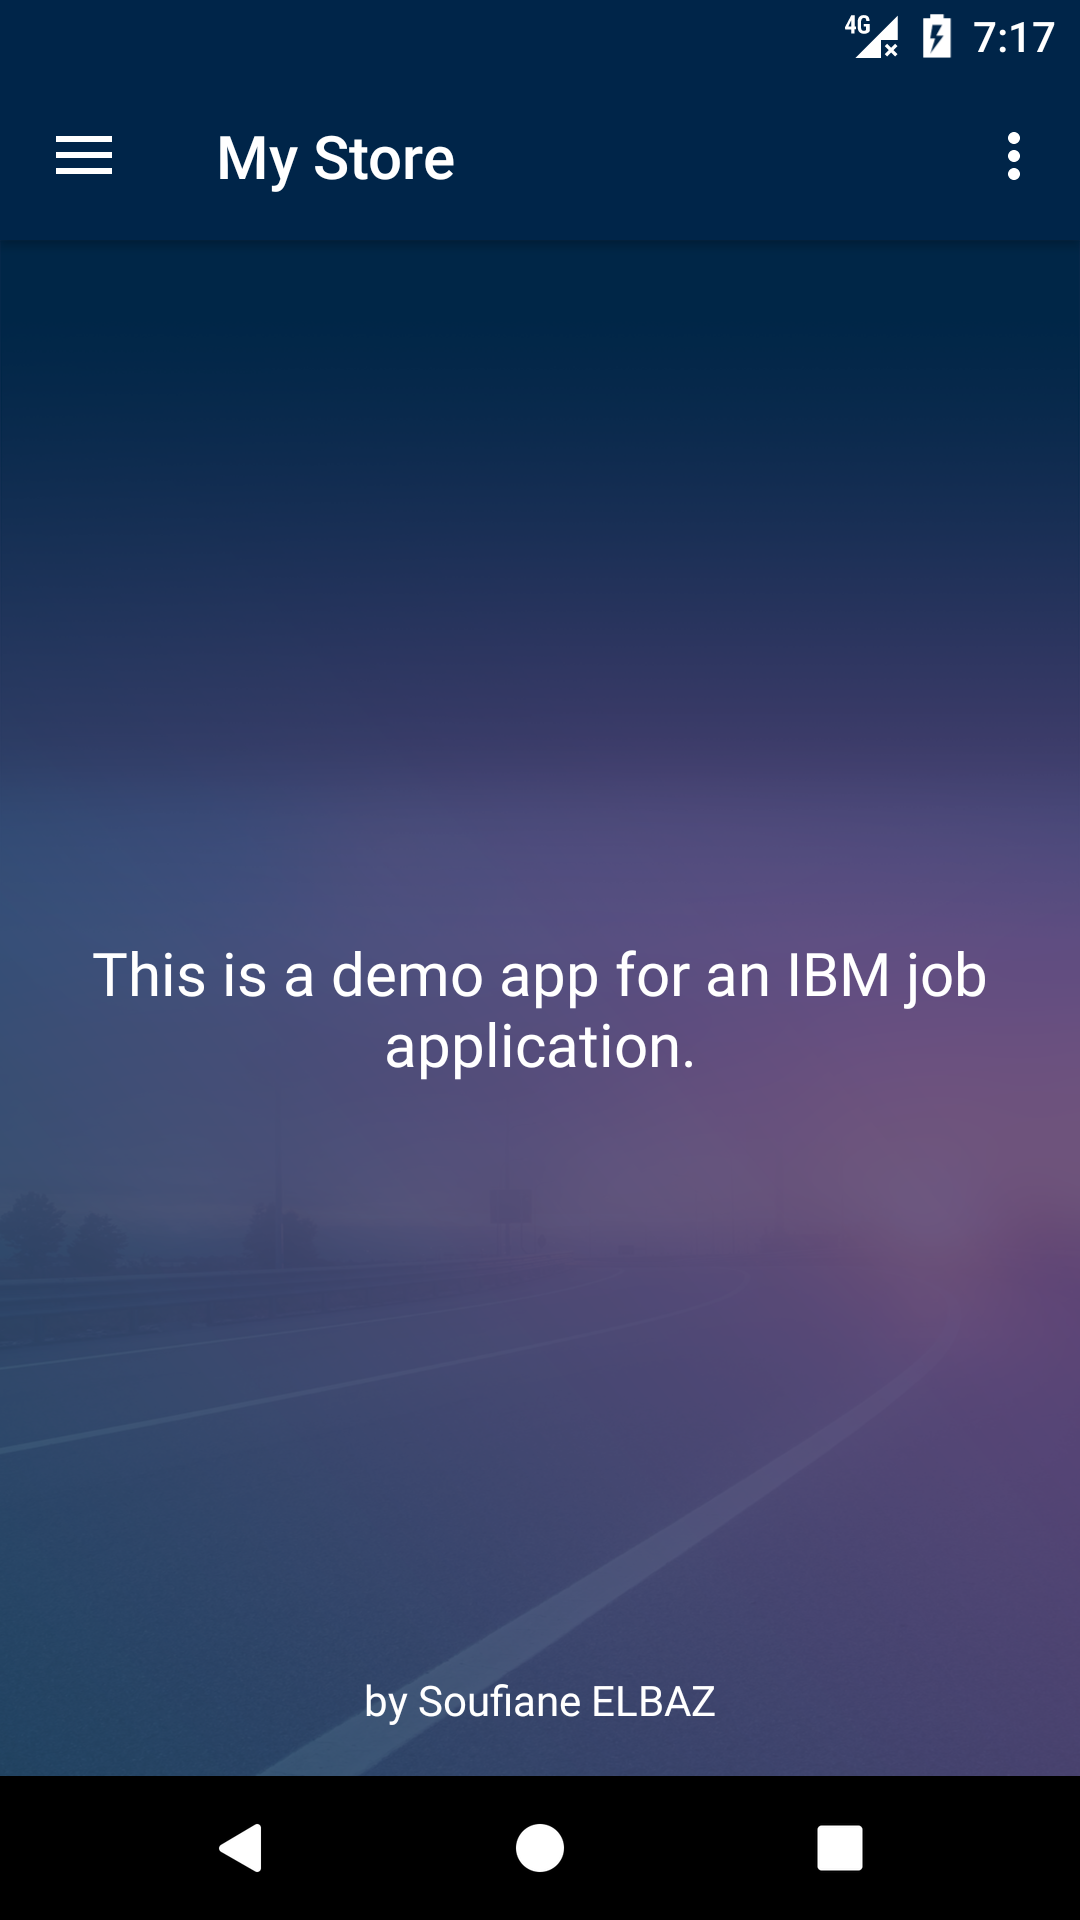 4G 7:17
My Store
This is a demo app for an IBM job
application.
by Soufiane ELBAZ